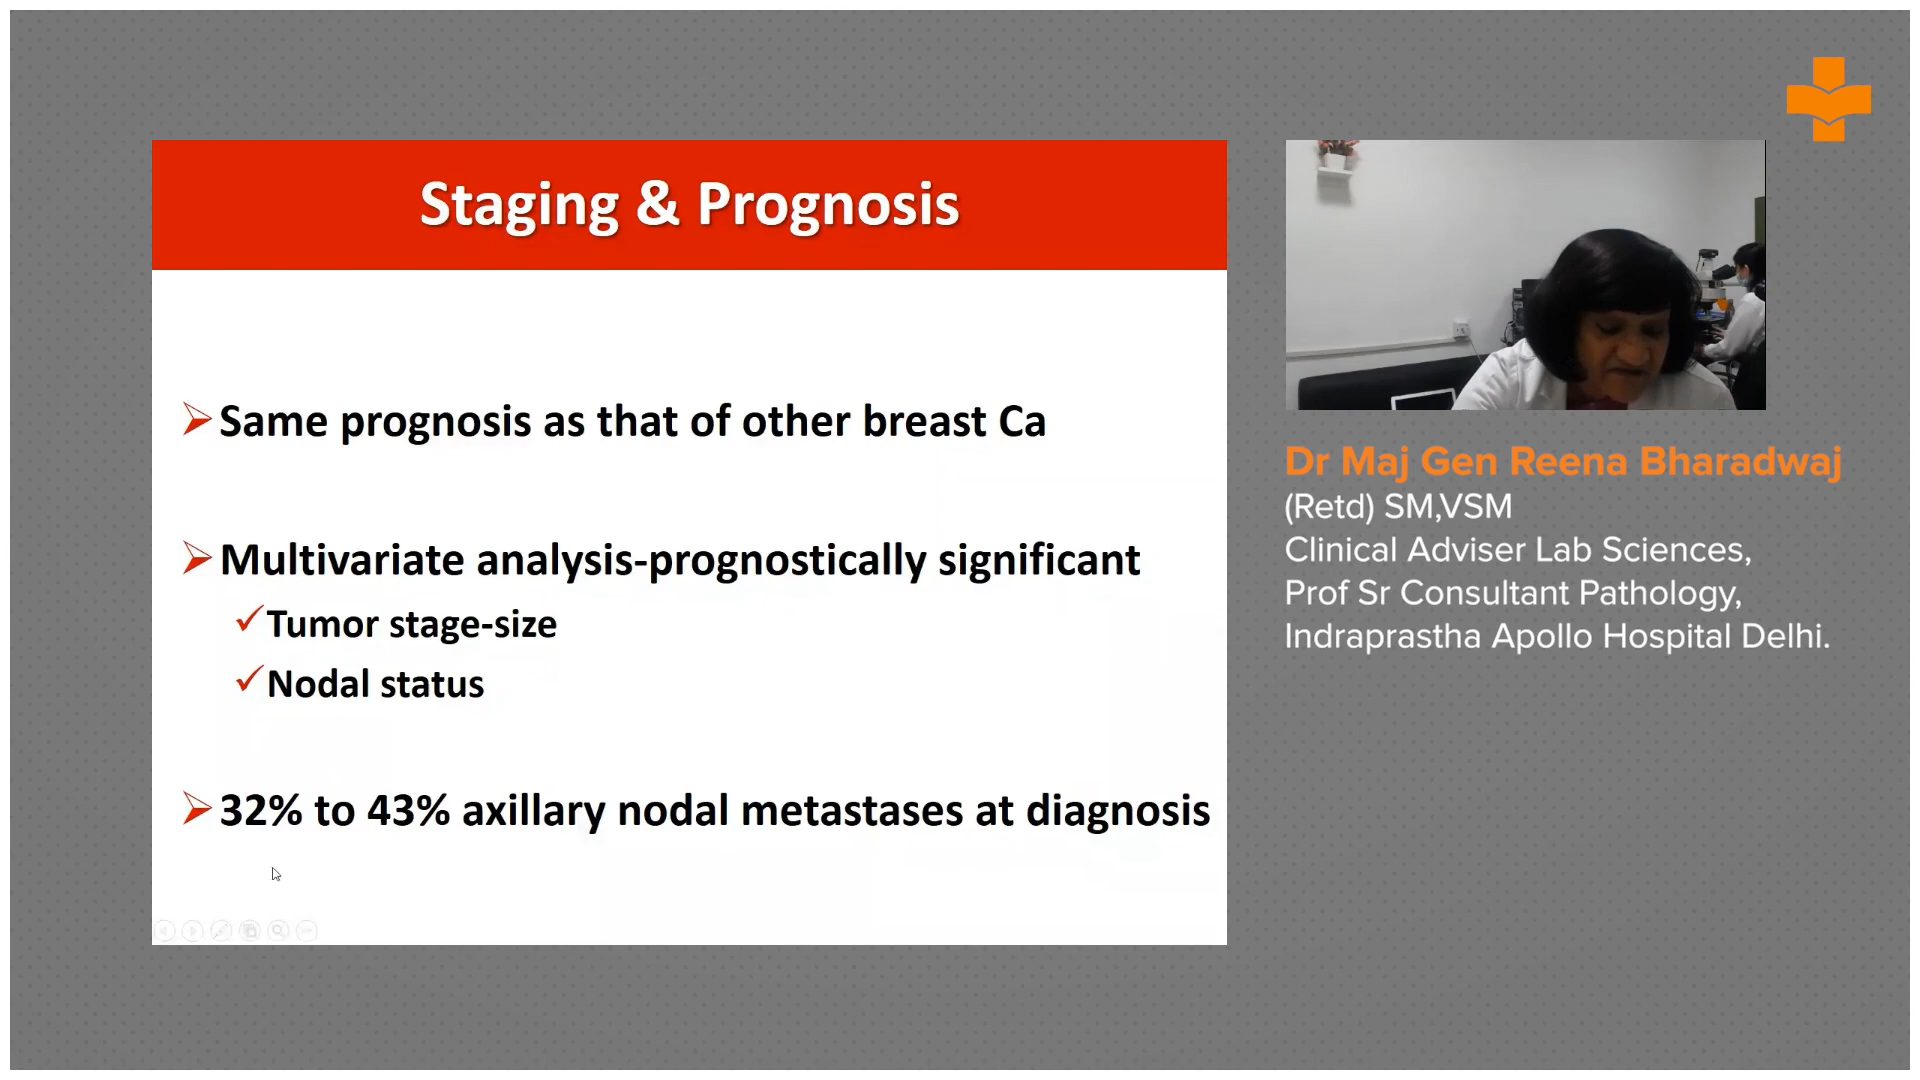 Staging & Prognosis
Same prognosis as that of other breast Ca
Multivariate analysis-prognostically significant
Tumor stage-size
Nodal status
32% to 43% axillary nodal metastases at diagnosis
Dr Maj Gen Reena Bharadwaj
(Retd) SM,VSM
Clinical Adviser Lab Sciences,
Prof Sr Consultant Pathology,
Indraprastha Apollo Hospital Delhi.